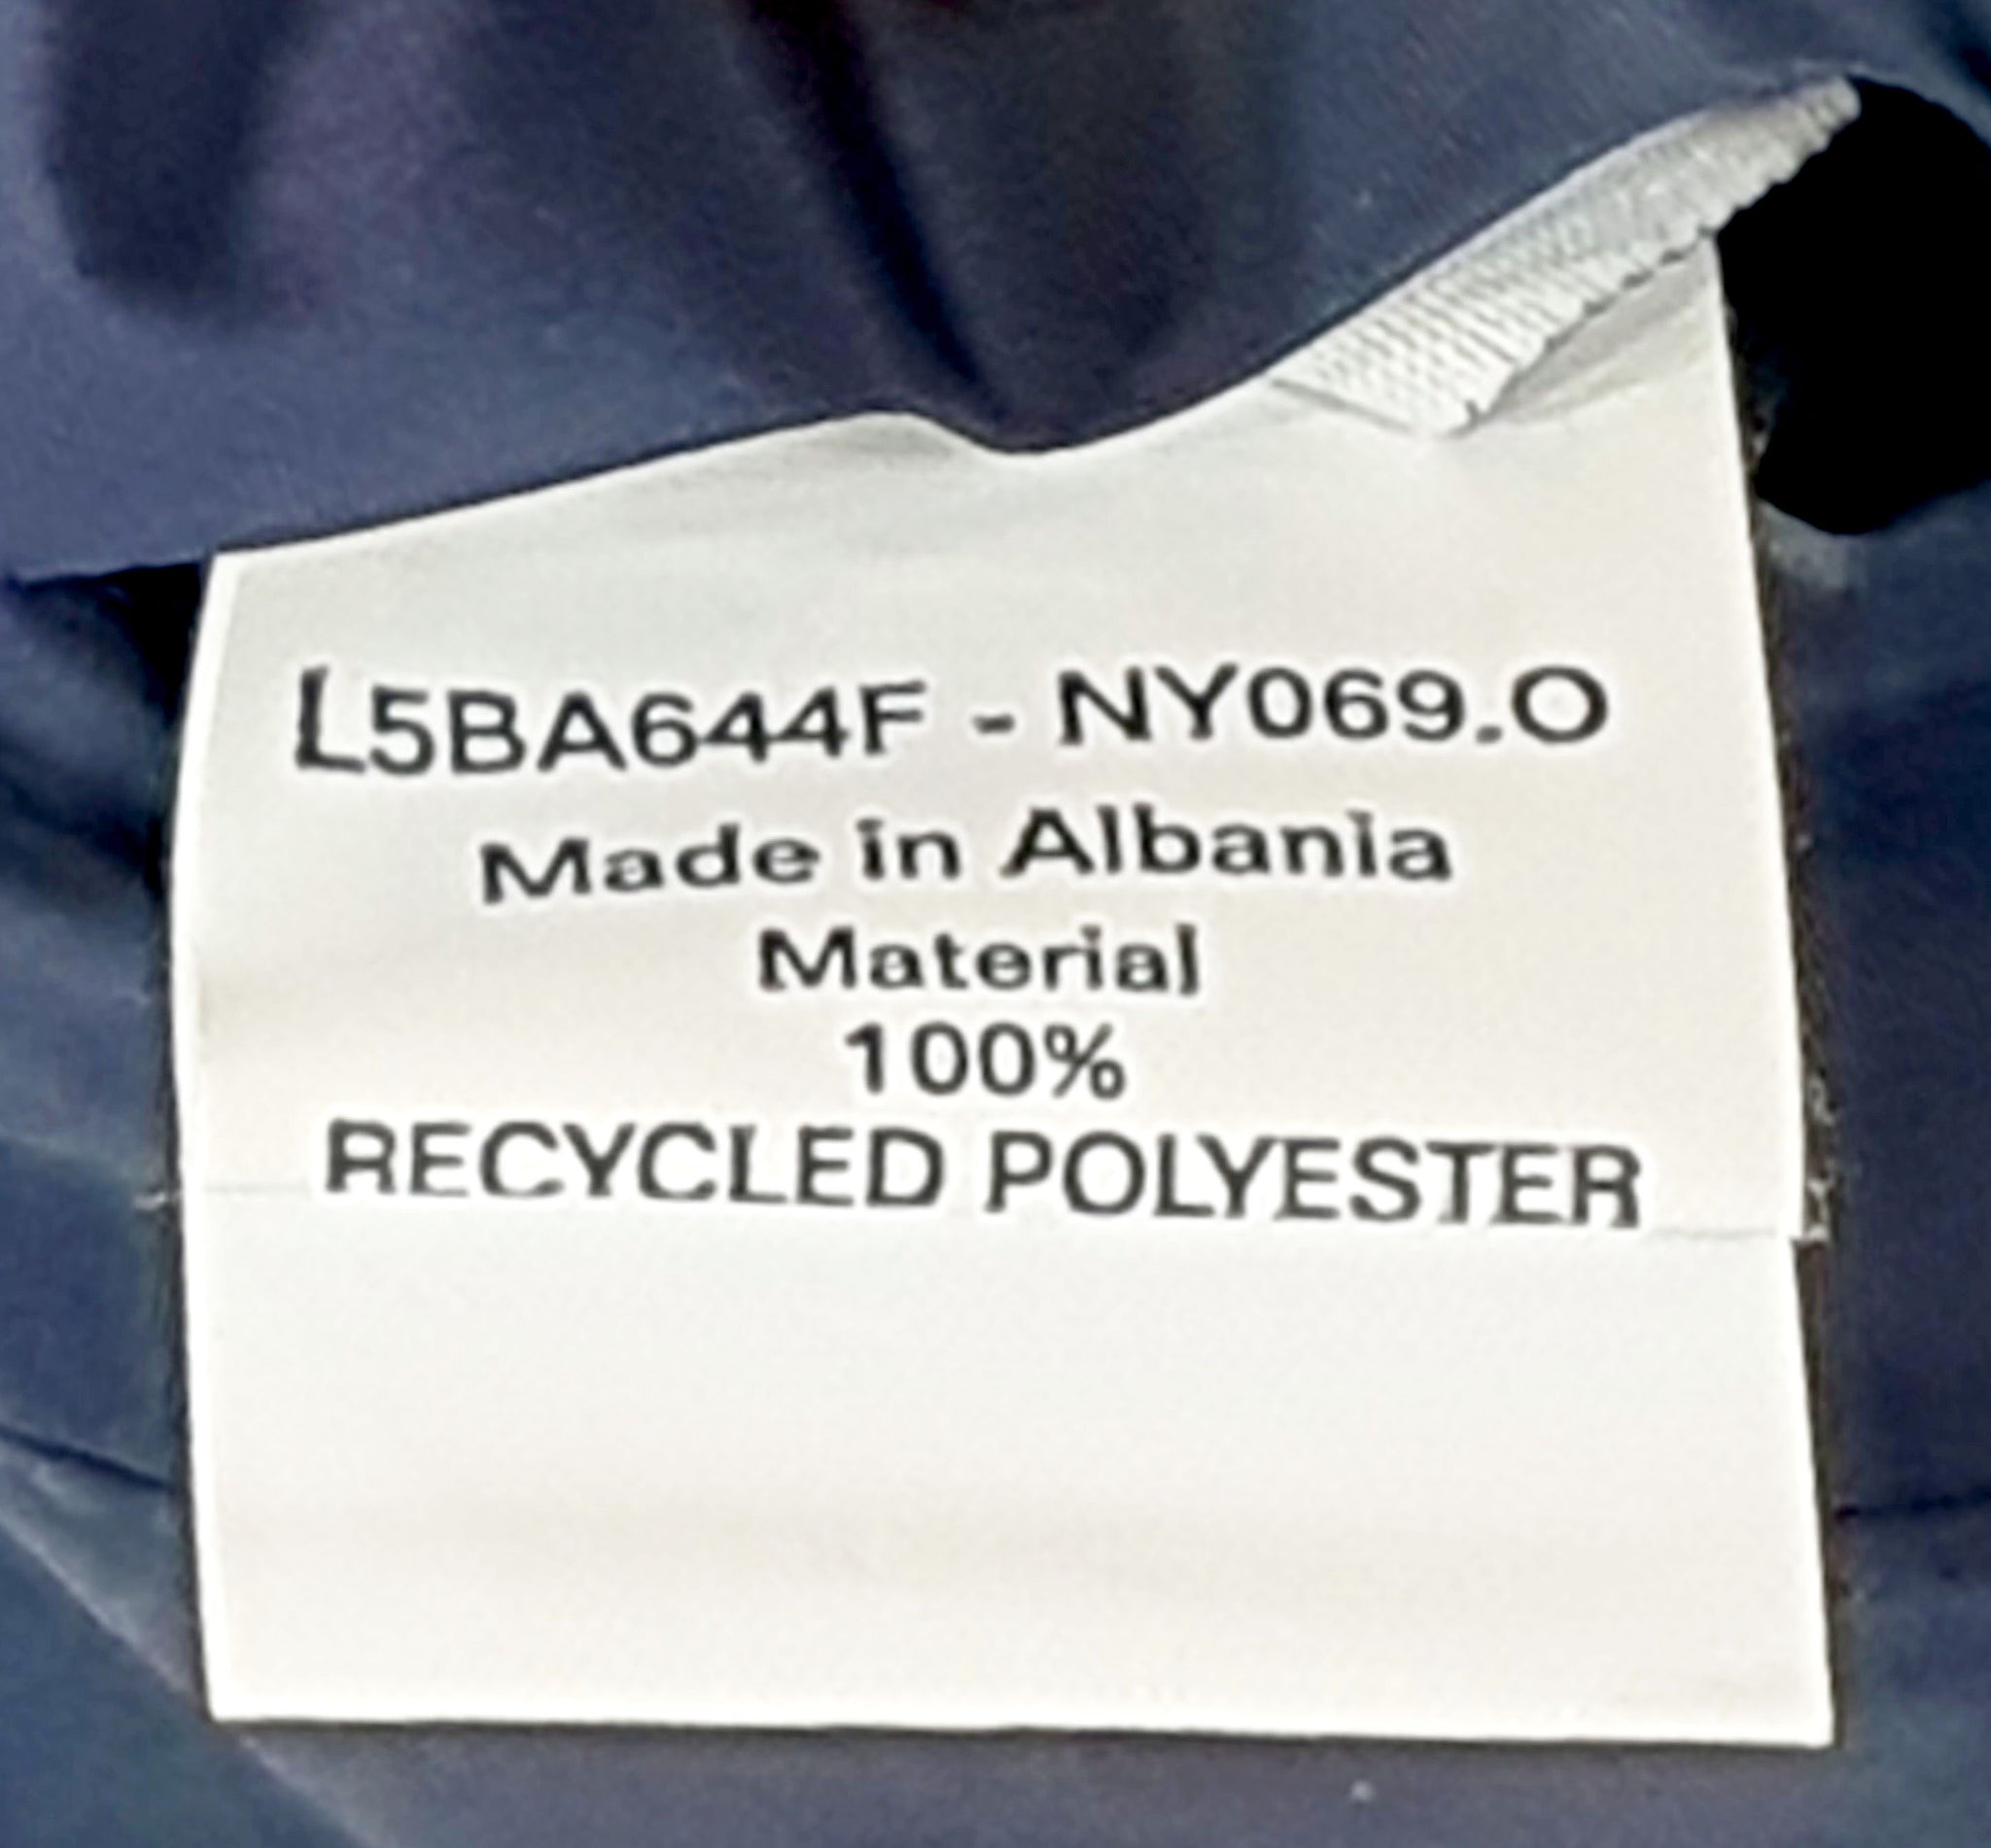 L5BA644F - NY069.O
Made in Albania
Material
100%
RECYCLED POLYESTER